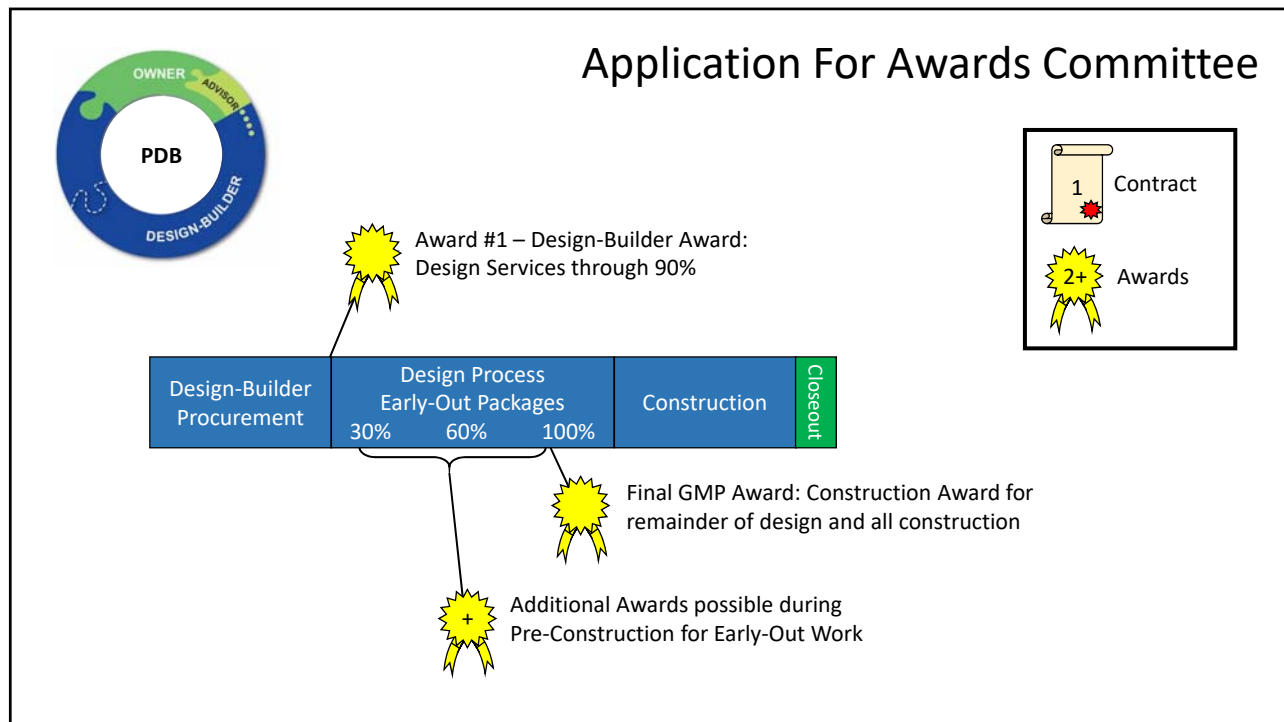 Application For Awards Committee
OWNER
ADVISOR
PDB
DESIGN-BUILDER
1
Contract
2+
Awards
Award #1 – Design-Builder Award:
Design Services through 90%
Design-Builder
Procurement
Design Process
Early-Out Packages
30% 60% 100%
Construction
Closeout
Final GMP Award: Construction Award for
remainder of design and all construction
+
Additional Awards possible during
Pre-Construction for Early-Out Work